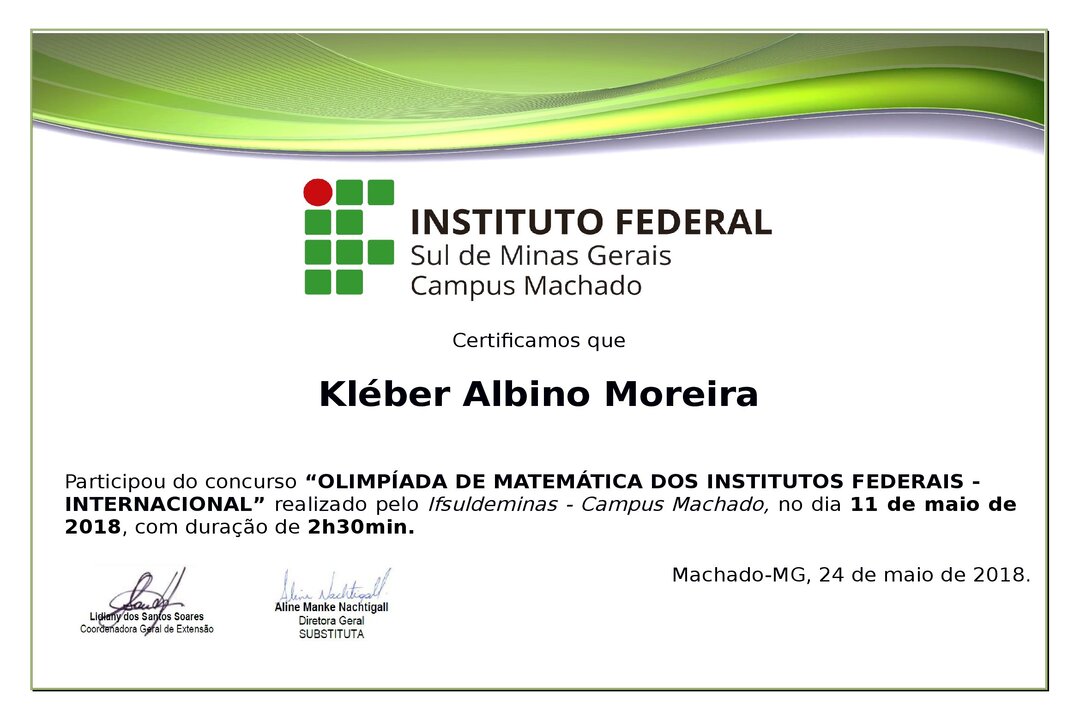 INSTITUTO FEDERAL
Sul de Minas Gerais
Campus Machado
Certificamos que
Kléber Albino Moreira
Participou do concurso “OLIMPÍADA DE MATEMÁTICA DOS INSTITUTOS FEDERAIS -
INTERNACIONAL” realizado pelo Ifsuldeminas - Campus Machado, no dia 11 de maio de
2018, com duração de 2h30min.
Machado-MG, 24 de maio de 2018.
Lidiany dos Santos Soares
Coordenadora Geral de Extensão
Aline Nachtigall
Aline Manke Nachtigall
Diretora Geral
SUBSTITUTA